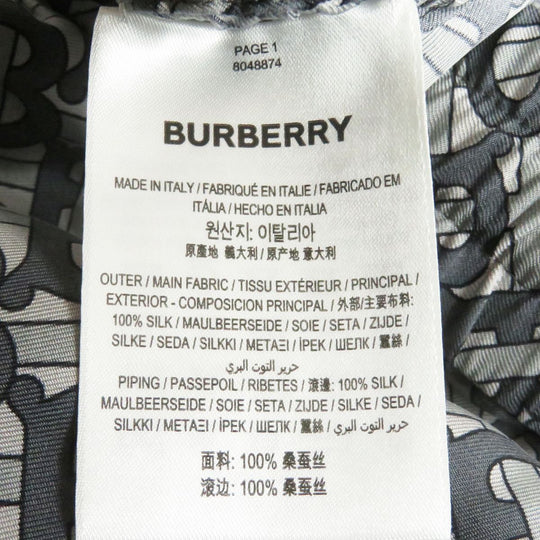 PAGE 1
8048874
BURBERRY
MADE IN ITALY / FABRIQUÉ EN ITALIE / FABRICADO EM
ITÁLIA / HECHO EN ITALIA
원산지: 이탈리아
原產地 義大利 / 原产地 意大利
OUTER / MAIN FABRIC / TISSU EXTÉRIEUR / PRINCIPAL /
EXTERIOR - COMPOSICION PRINCIPAL / 外部/主要布料:
100% SILK / MAULBEERSEIDE / SOIE / SETA / ZIJDE /
SILKE / SEDA / SILKKI / ΜΕΤΑΞΙ / İPEK / ШЕЛК / 蠶絲 /
حرير التوت البري
PIPING / PASSEPOIL / RIBETES / 滾邊: 100% SILK /
MAULBEERSEIDE / SOIE / SETA / ZIJDE / SILKE / SEDA /
SILKKI / ΜΕΤΑΞΙ / İPEK / ШЕЛК / 蠶絲 / حرير التوت البري
面料: 100% 桑蚕丝
滚边: 100% 桑蚕丝